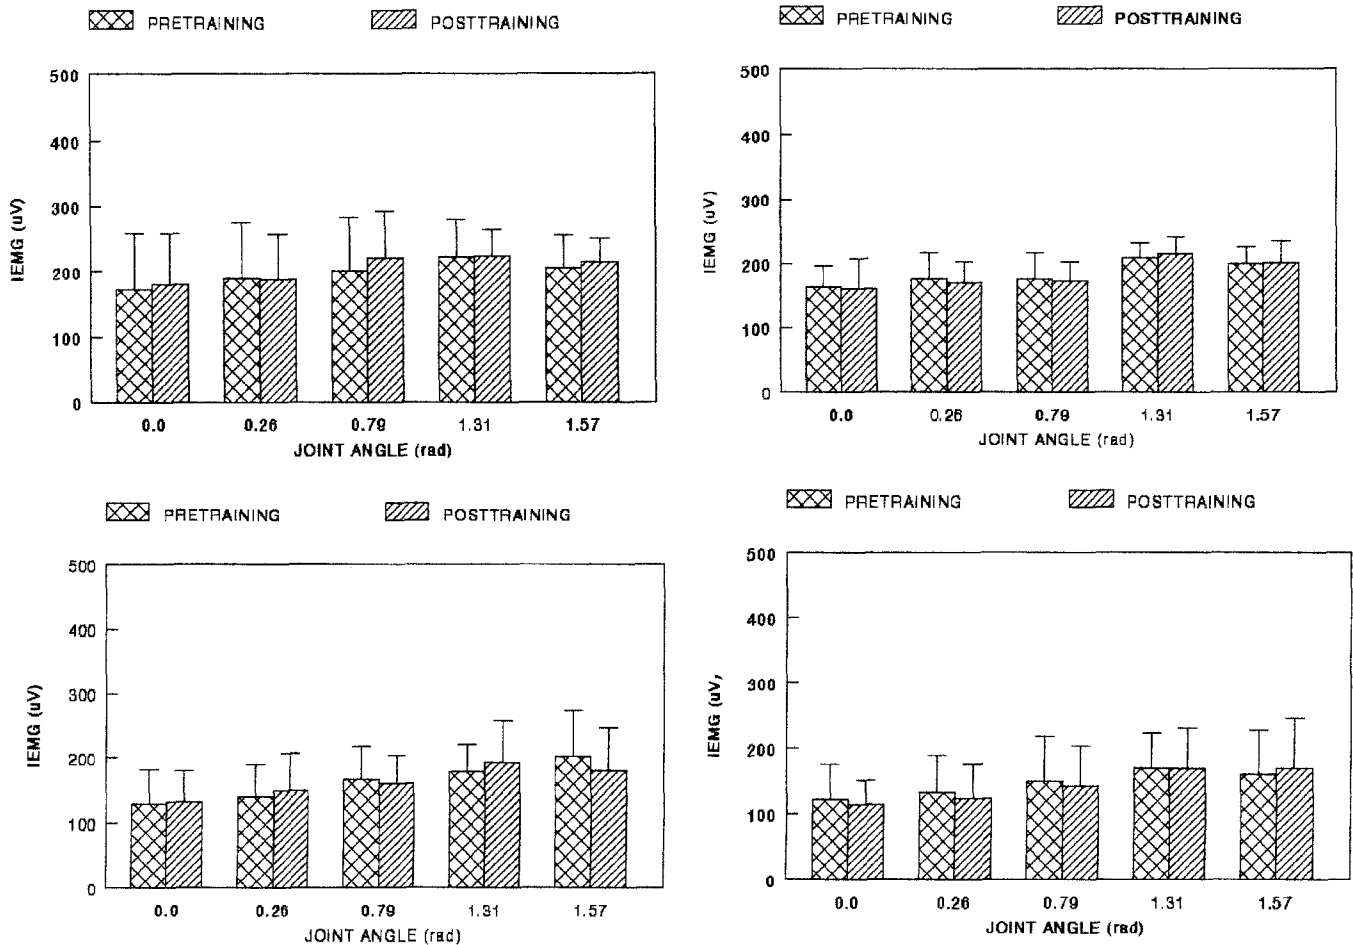 PRETRAINING POSTTRAINING
500
400
300
200
100
0
IEMG (uV)
0.0 0.26 0.79 1.31 1.57
JOINT ANGLE (rad)
PRETRAINING POSTTRAINING
500
400
300
200
100
0
IEMG (uV)
0.0 0.26 0.79 1.31 1.57
JOINT ANGLE (rad)
PRETRAINING POSTTRAINING
500
400
300
200
100
0
IEMG (uV)
0.0 0.26 0.79 1.31 1.57
JOINT ANGLE (rad)
PRETRAINING POSTTRAINING
500
400
300
200
100
0
IEMG (uV,
0.0 0.26 0.79 1.31 1.57
JOINT ANGLE (rad)